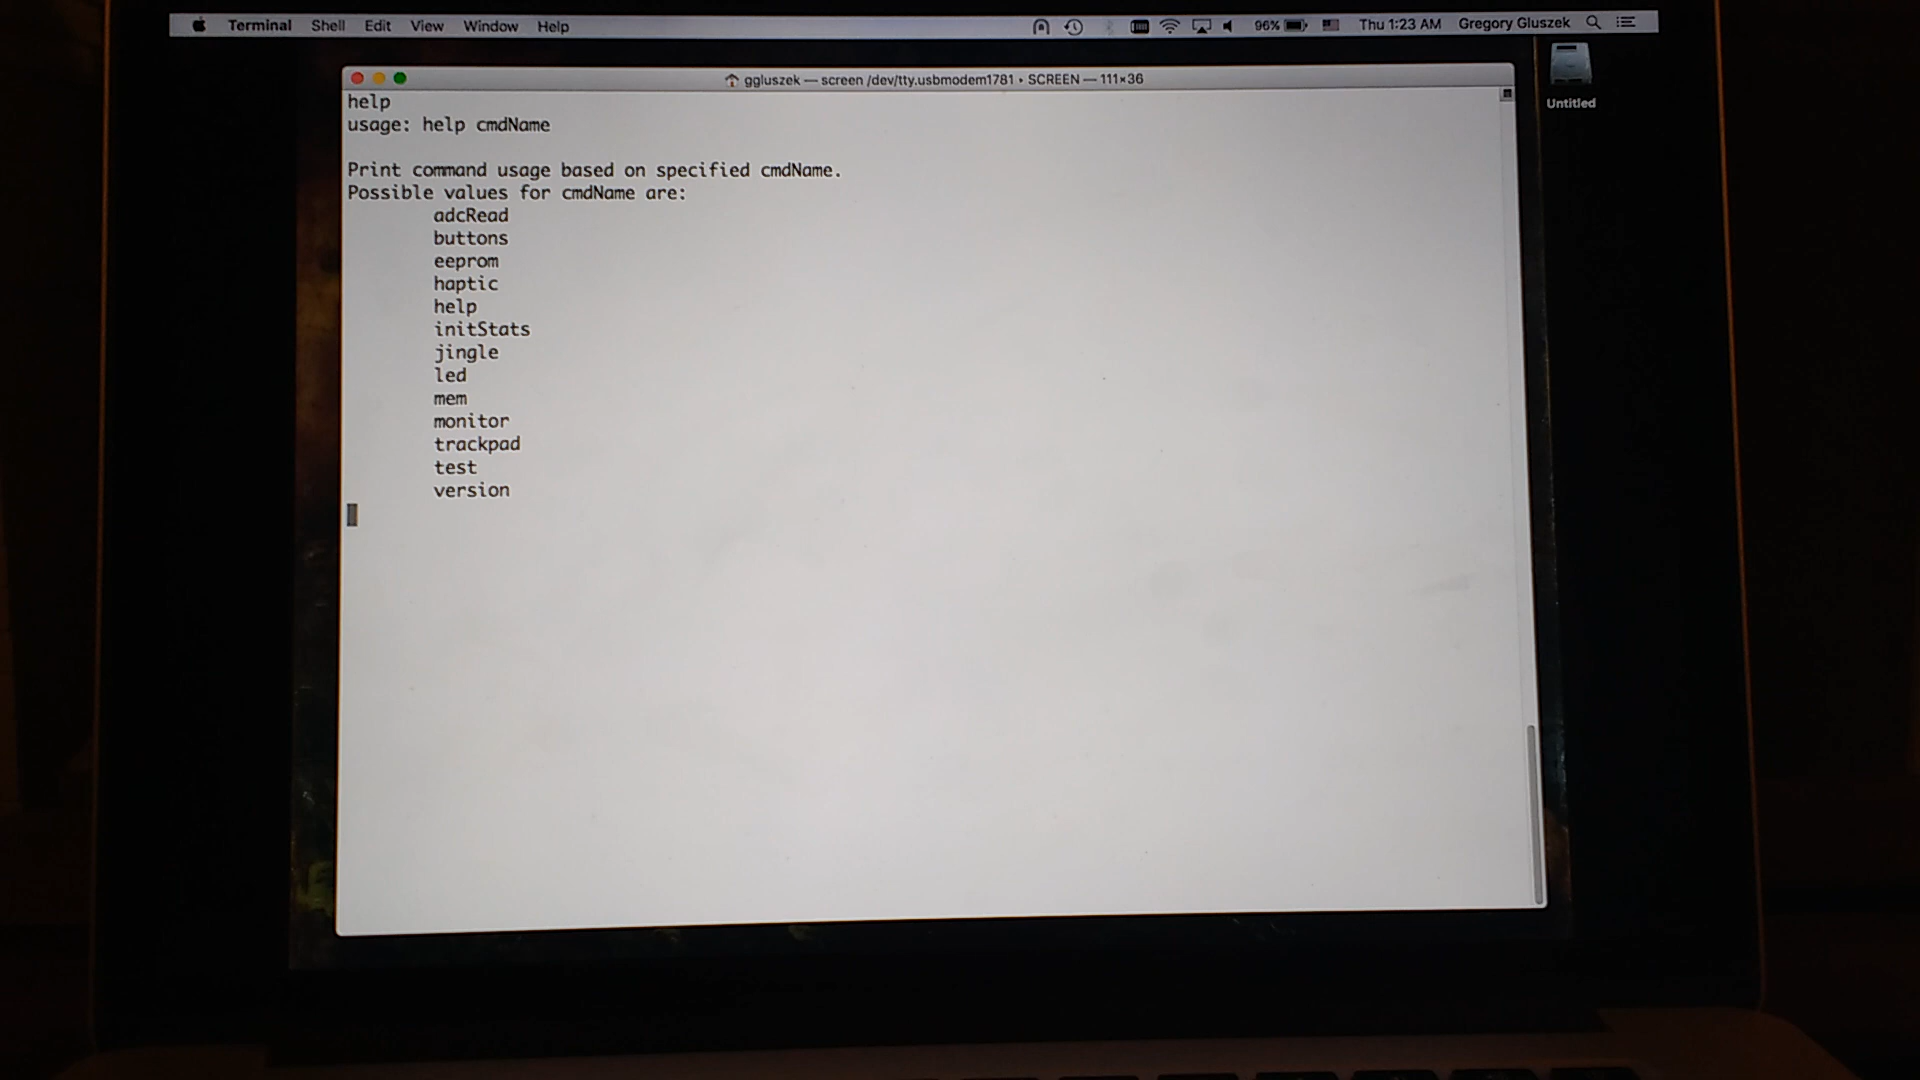 Terminal Shell Edit View Window Help 96% Thu 1:23 AM Gregory Gluszek
ggluszek — screen /dev/tty.usbmodem1781 ▸ SCREEN — 111×36
Untitled
help
usage: help cmdName
Print command usage based on specified cmdName.
Possible values for cmdName are:
adcRead
buttons
eeprom
haptic
help
initStats
jingle
led
mem
monitor
trackpad
test
version